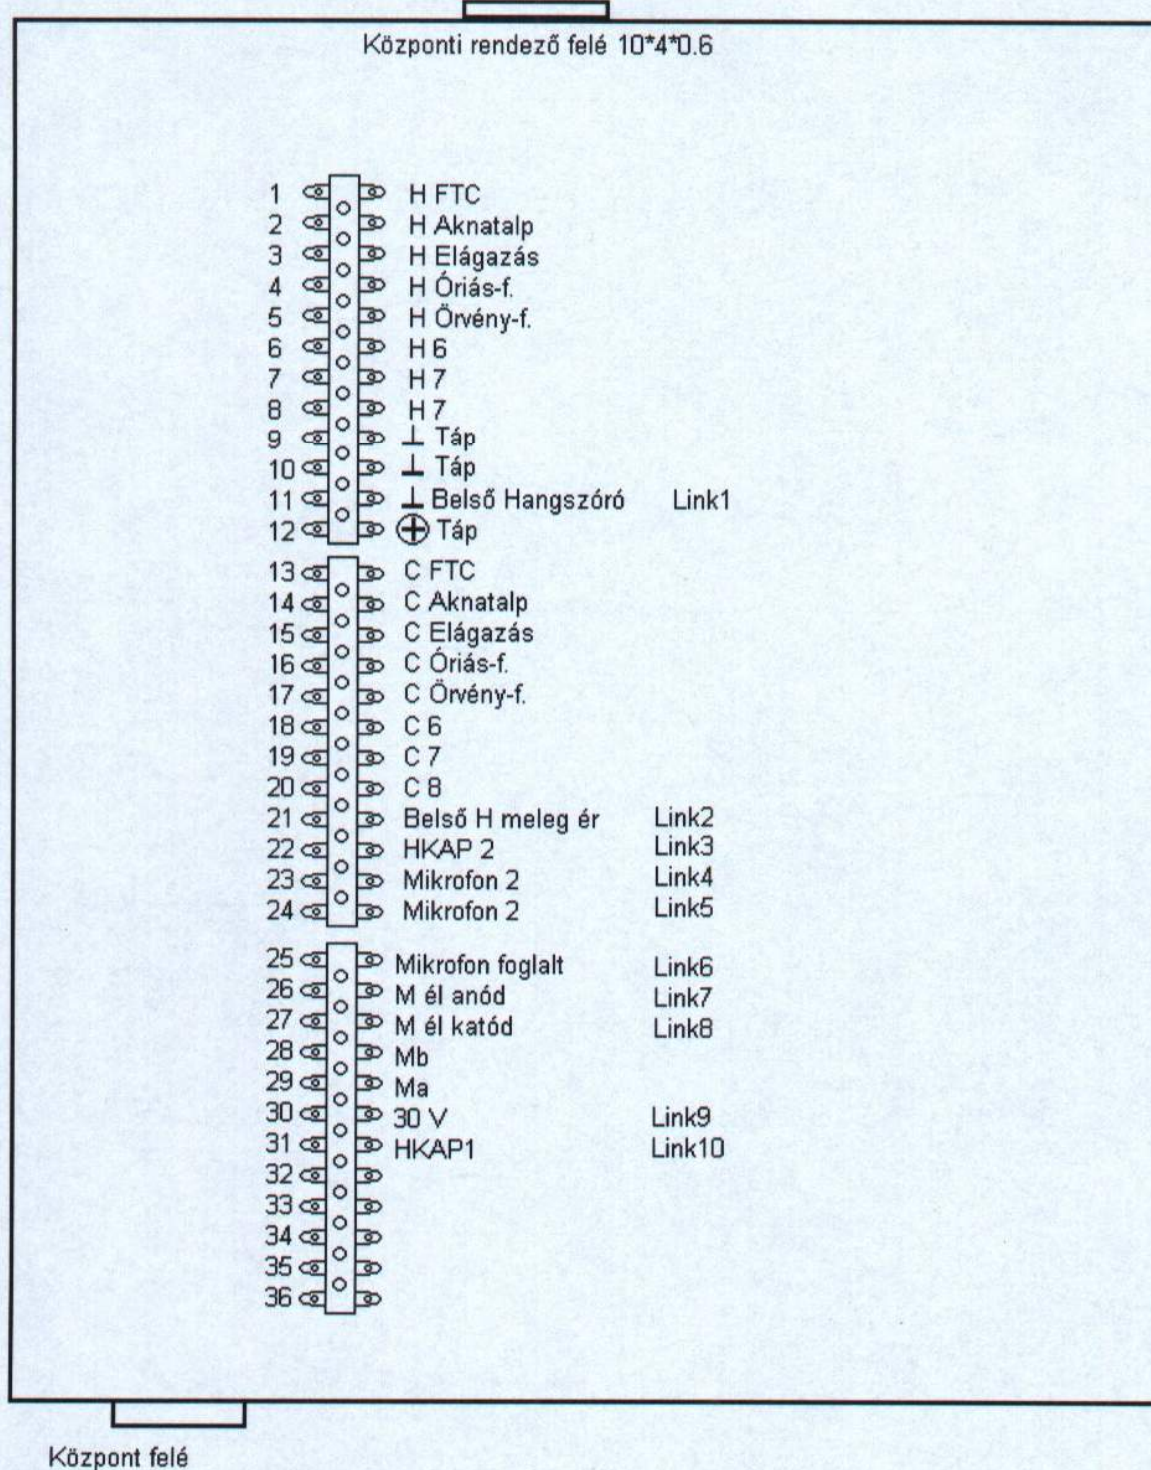 Központi rendező felé 10*4*0.6
1 H FTC
2 H Aknatalp
3 H Elágazás
4 H Óriás-f.
5 H Örvény-f.
6 H 6
7 H 7
8 H 7
9 ⊥ Táp
10 ⊥ Táp
11 ⊥ Belső Hangszóró Link1
12 ⊕ Táp
13 C FTC
14 C Aknatalp
15 C Elágazás
16 C Óriás-f.
17 C Örvény-f.
18 C 6
19 C 7
20 C 8
21 Belső H meleg ér Link2
22 HKAP 2 Link3
23 Mikrofon 2 Link4
24 Mikrofon 2 Link5
25 Mikrofon foglalt Link6
26 M él anód Link7
27 M él katód Link8
28 Mb
29 Ma
30 30 V Link9
31 HKAP1 Link10
32
33
34
35
36
Központ felé